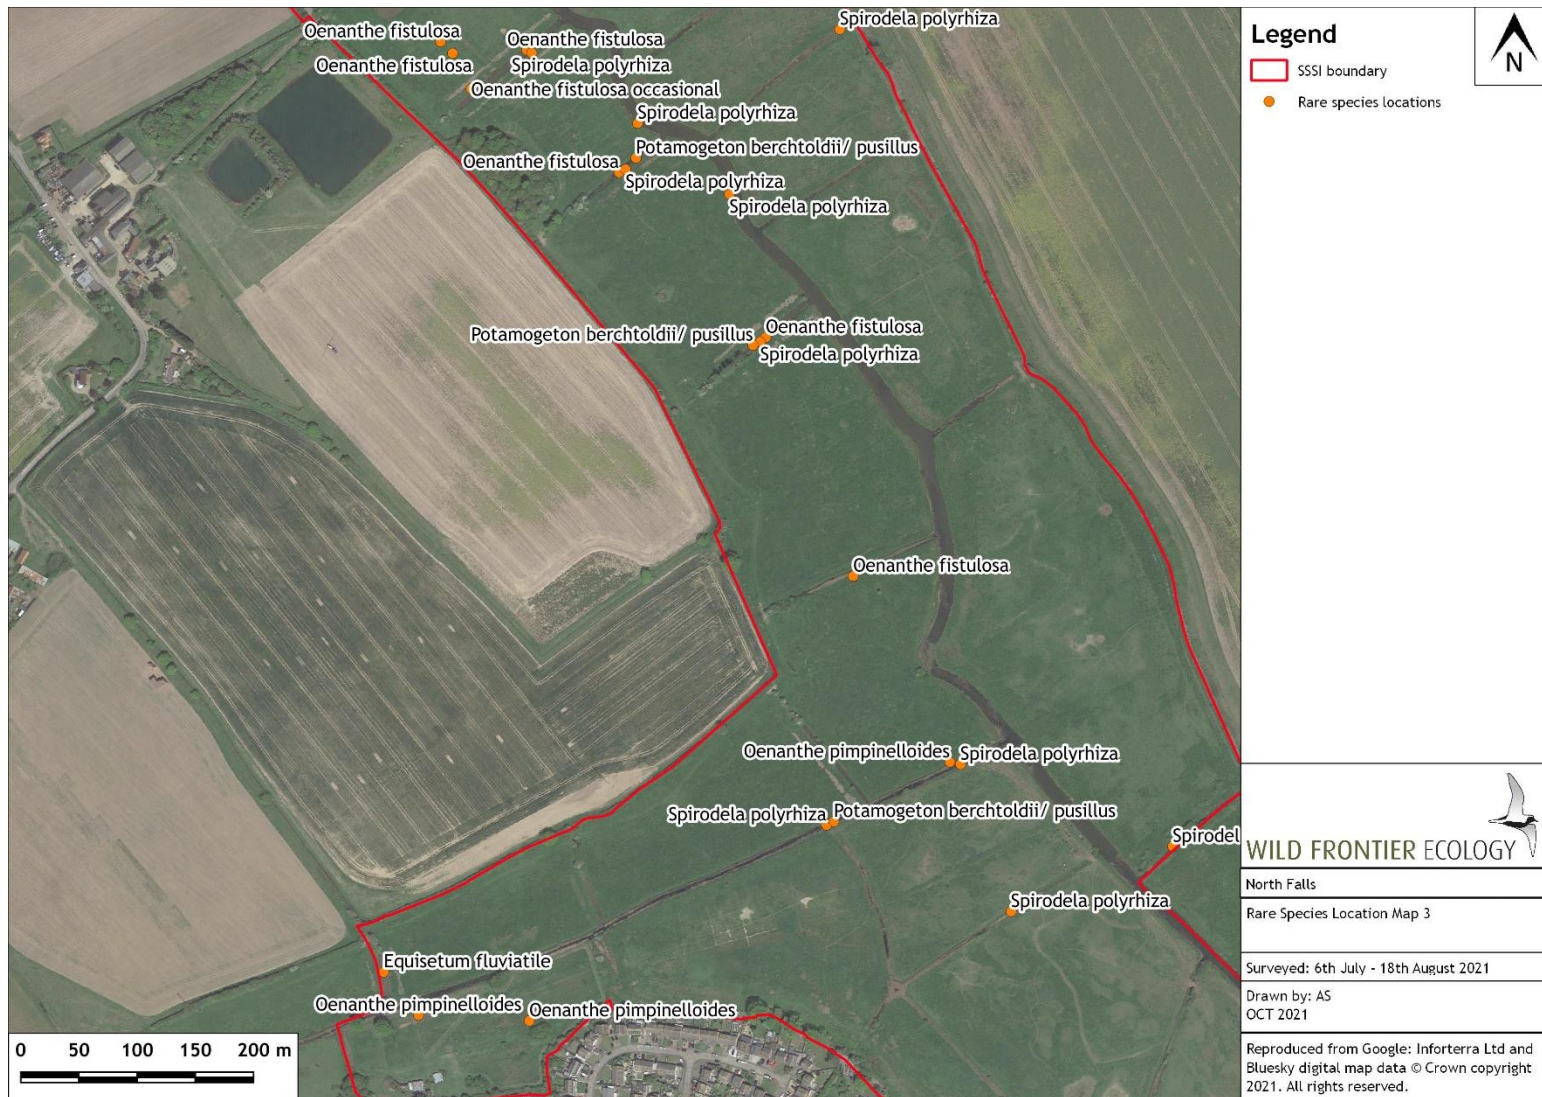 Oenanthe fistulosa
Oenanthe fistulosa
Oenanthe fistulosa
Spirodela polyrhiza
Oenanthe fistulosa occasional
Spirodela polyrhiza
Spirodela polyrhiza
Potamogeton berchtoldii/ pusillus
Oenanthe fistulosa
Spirodela polyrhiza
Spirodela polyrhiza
Potamogeton berchtoldii/ pusillus
Oenanthe fistulosa
Spirodela polyrhiza
Oenanthe fistulosa
Oenanthe pimpinelloides
Spirodela polyrhiza
Spirodela polyrhiza
Potamogeton berchtoldii/ pusillus
Spirodel
Spirodela polyrhiza
Equisetum fluviatile
Oenanthe pimpinelloides
Oenanthe pimpinelloides
0 50 100 150 200 m
Legend
SSSI boundary
Rare species locations
N
WILD FRONTIER ECOLOGY
North Falls
Rare Species Location Map 3
Surveyed: 6th July - 18th August 2021
Drawn by: AS
OCT 2021
Reproduced from Google: Inforterra Ltd and
Bluesky digital map data © Crown copyright
2021. All rights reserved.